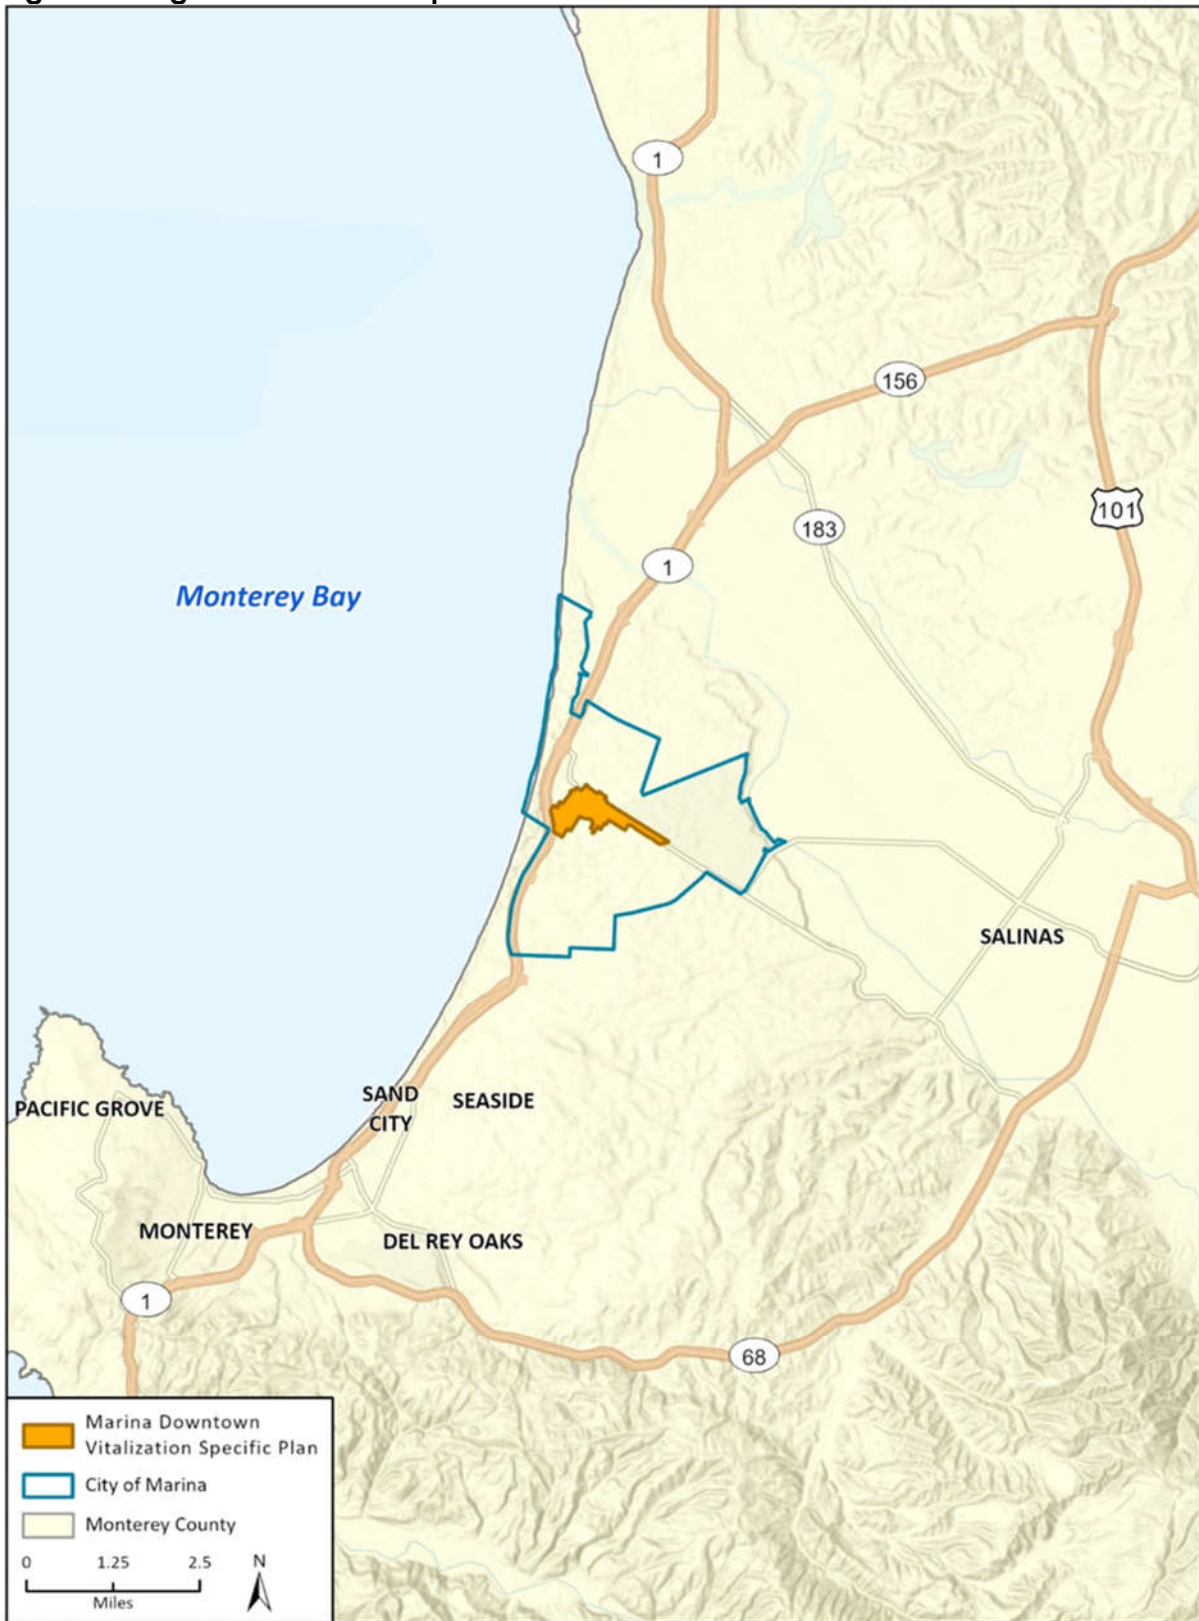 1
156
101
183
1
Monterey Bay
SALINAS
SAND
CITY
SEASIDE
PACIFIC GROVE
MONTEREY
DEL REY OAKS
1
68
Marina Downtown
Vitalization Specific Plan
City of Marina
Monterey County
0 1.25 2.5
Miles
N